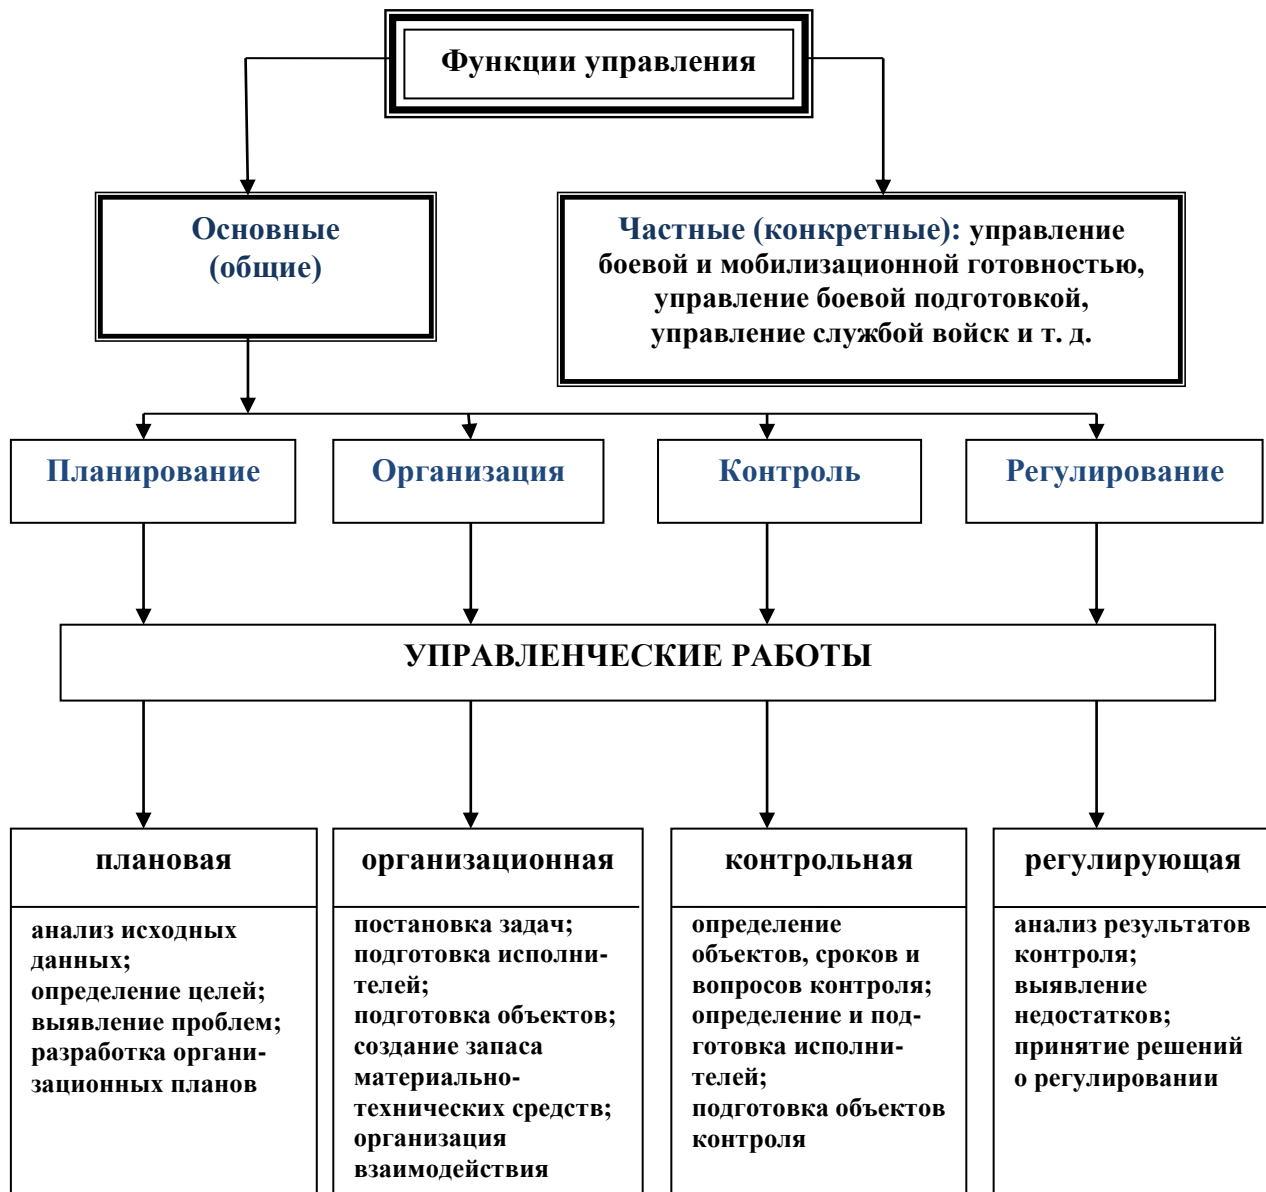 Функции управления
Основные
(общие)
Частные (конкретные): управление
боевой и мобилизационной готовностью,
управление боевой подготовкой,
управление службой войск и т. д.
Планирование
Организация
Контроль
Регулирование
УПРАВЛЕНЧЕСКИЕ РАБОТЫ
плановая
анализ исходных
данных;
определение целей;
выявление проблем;
разработка органи-
зационных планов
организационная
постановка задач;
подготовка исполни-
телей;
подготовка объектов;
создание запаса
материально-
технических средств;
организация
взаимодействия
контрольная
определение
объектов, сроков и
вопросов контроля;
определение и под-
готовка исполни-
телей;
подготовка объектов
контроля
регулирующая
анализ результатов
контроля;
выявление
недостатков;
принятие решений
о регулировании